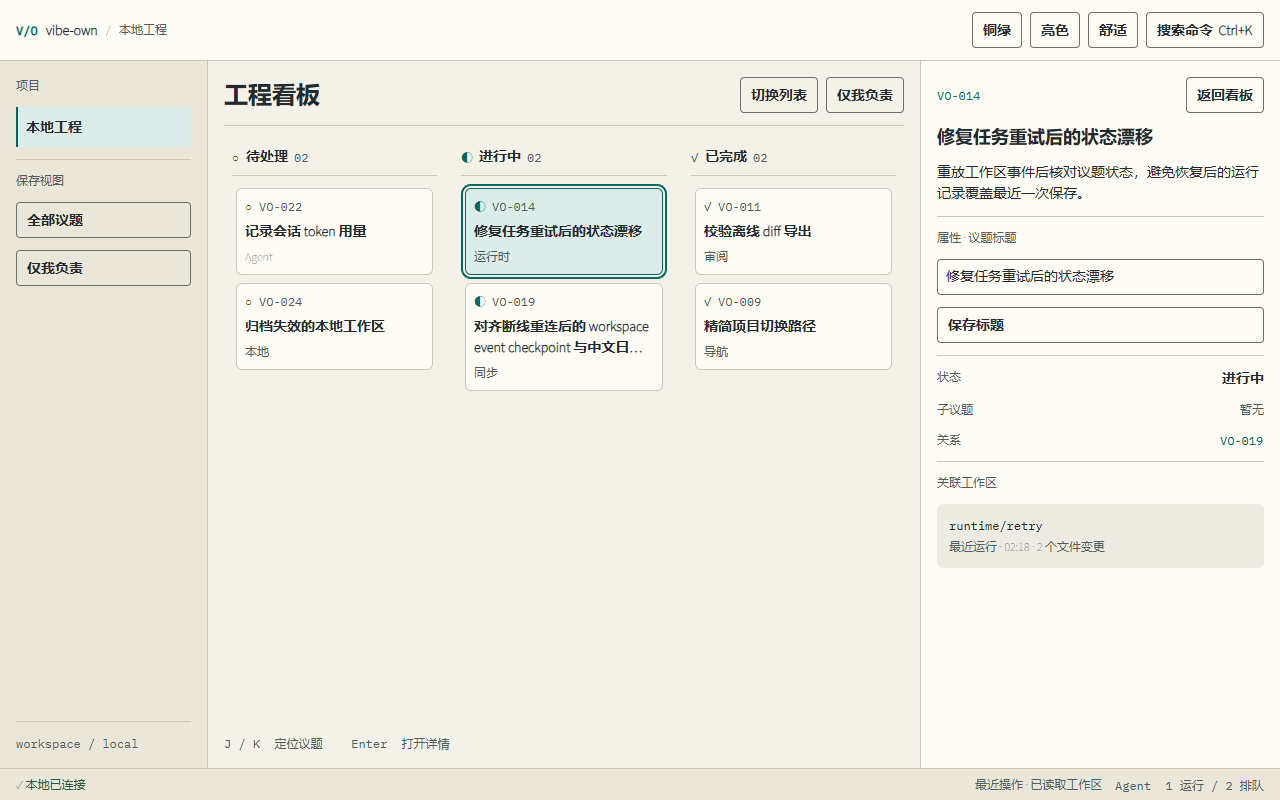 V/O vibe-own / 本地工程
铜绿 亮色 舒适 搜索命令 Ctrl+K
项目
本地工程
保存视图
全部议题
仅我负责
workspace / local
工程看板
切换列表 仅我负责
○ 待处理 02
○ VO-022
记录会话 token 用量
Agent
○ VO-024
归档失效的本地工作区
本地
◐ 进行中 02
◐ VO-014
修复任务重试后的状态漂移
运行时
◐ VO-019
对齐断线重连后的 workspace
event checkpoint 与中文日…
同步
✓ 已完成 02
✓ VO-011
校验离线 diff 导出
审阅
✓ VO-009
精简项目切换路径
导航
J / K 定位议题 Enter 打开详情
VO-014
返回看板
修复任务重试后的状态漂移
重放工作区事件后核对议题状态，避免恢复后的运行
记录覆盖最近一次保存。
属性 · 议题标题
修复任务重试后的状态漂移
保存标题
状态 进行中
子议题 暂无
关系 VO-019
关联工作区
runtime/retry
最近运行 · 02:18 · 2 个文件变更
✓ 本地已连接
最近操作 · 已读取工作区 Agent 1 运行 / 2 排队